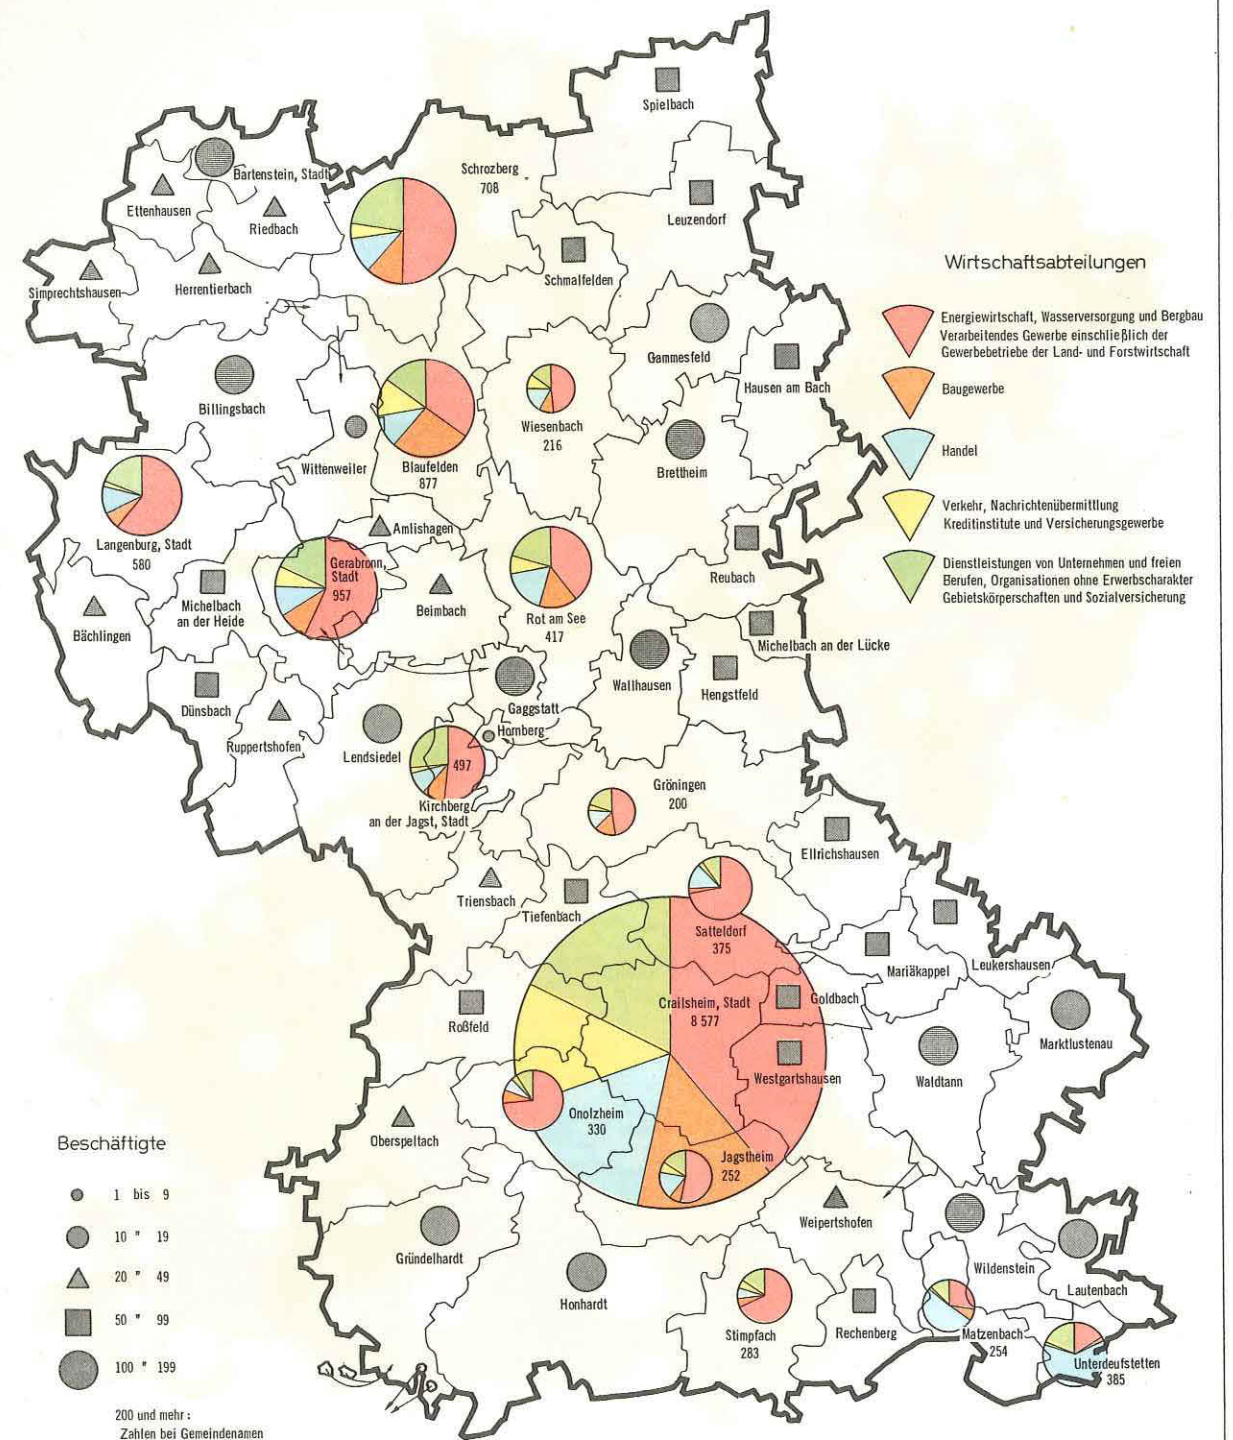 Spielbach
Bartenstein, Stadt
Schrozberg
708
Ettenhausen
Riedbach
Leuzendorf
Schmalfelden
Simprechtshausen
Herrentierbach
Wirtschaftsabteilungen
Energiewirtschaft, Wasserversorgung und Bergbau
Verarbeitendes Gewerbe einschließlich der
Gewerbebetriebe der Land- und Forstwirtschaft
Baugewerbe
Handel
Verkehr, Nachrichtenübermittlung
Kreditinstitute und Versicherungsgewerbe
Dienstleistungen von Unternehmen und freien
Berufen, Organisationen ohne Erwerbscharakter
Gebietskörperschaften und Sozialversicherung
Gammesfeld
Hausen am Bach
Billingsbach
Wiesenbach
216
Wittenweiler
Blaufelden
877
Brettheim
Langenburg, Stadt
580
Amlishagen
Gerabronn,
Stadt
957
Reubach
Michelbach
an der Heide
Beimbach
Bächlingen
Rot am See
417
Michelbach an der Lücke
Wallhausen
Hengstfeld
Dünsbach
Gaggstatt
Ruppertshofen
Lendsiedel
Hornberg
497
Kirchberg
an der Jagst, Stadt
Gröningen
200
Ellrichshausen
Triensbach
Tiefenbach
Satteldorf
375
Mariäkappel
Leukershausen
Crailsheim, Stadt
8 577
Goldbach
Roßfeld
Marktlustenau
Westgartshausen
Waldtann
Onolzheim
330
Oberspeltach
Jagstheim
252
Beschäftigte
1 bis 9
10 " 19
20 " 49
50 " 99
100 " 199
200 und mehr :
Zahlen bei Gemeindenamen
Weipertshofen
Gründelhardt
Wildenstein
Lautenbach
Honhardt
Stimpfach
283
Rechenberg
Matzenbach
254
Unterdeufstetten
385